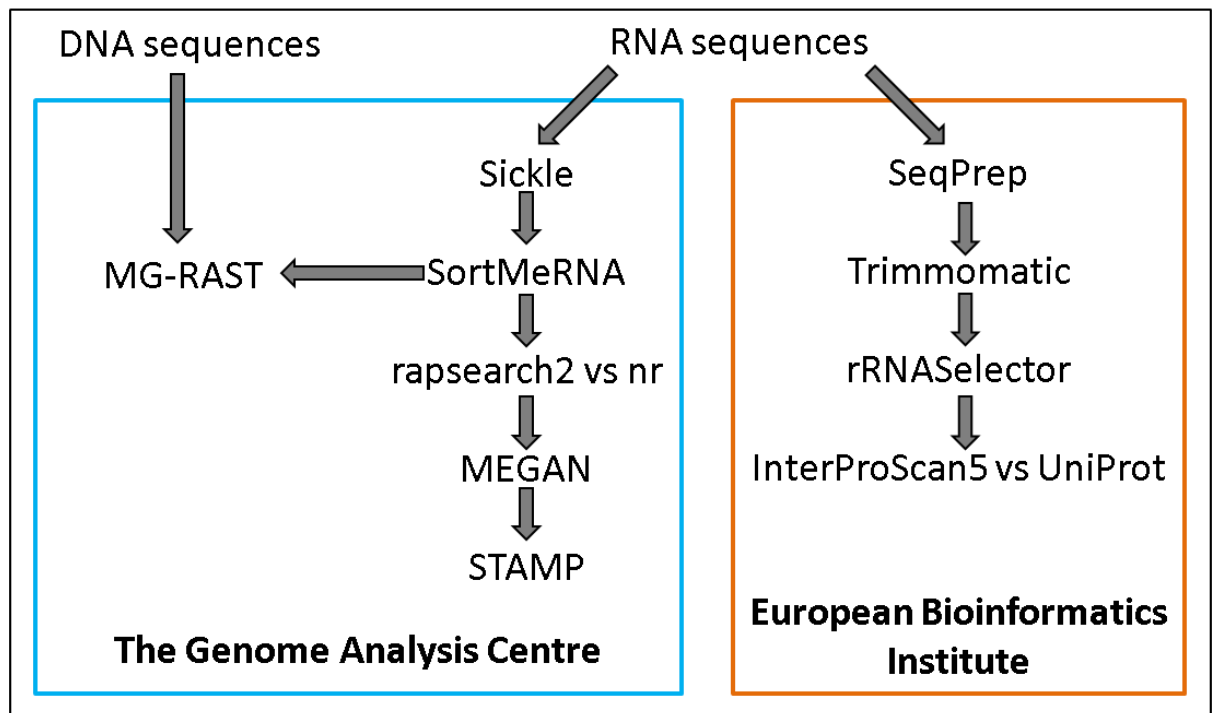 DNA sequences
RNA sequences
Sickle
SortMeRNA
MG-RAST
rapsearch2 vs nr
MEGAN
STAMP
The Genome Analysis Centre
SeqPrep
Trimmomatic
rRNASelector
InterProScan5 vs UniProt
European Bioinformatics
Institute